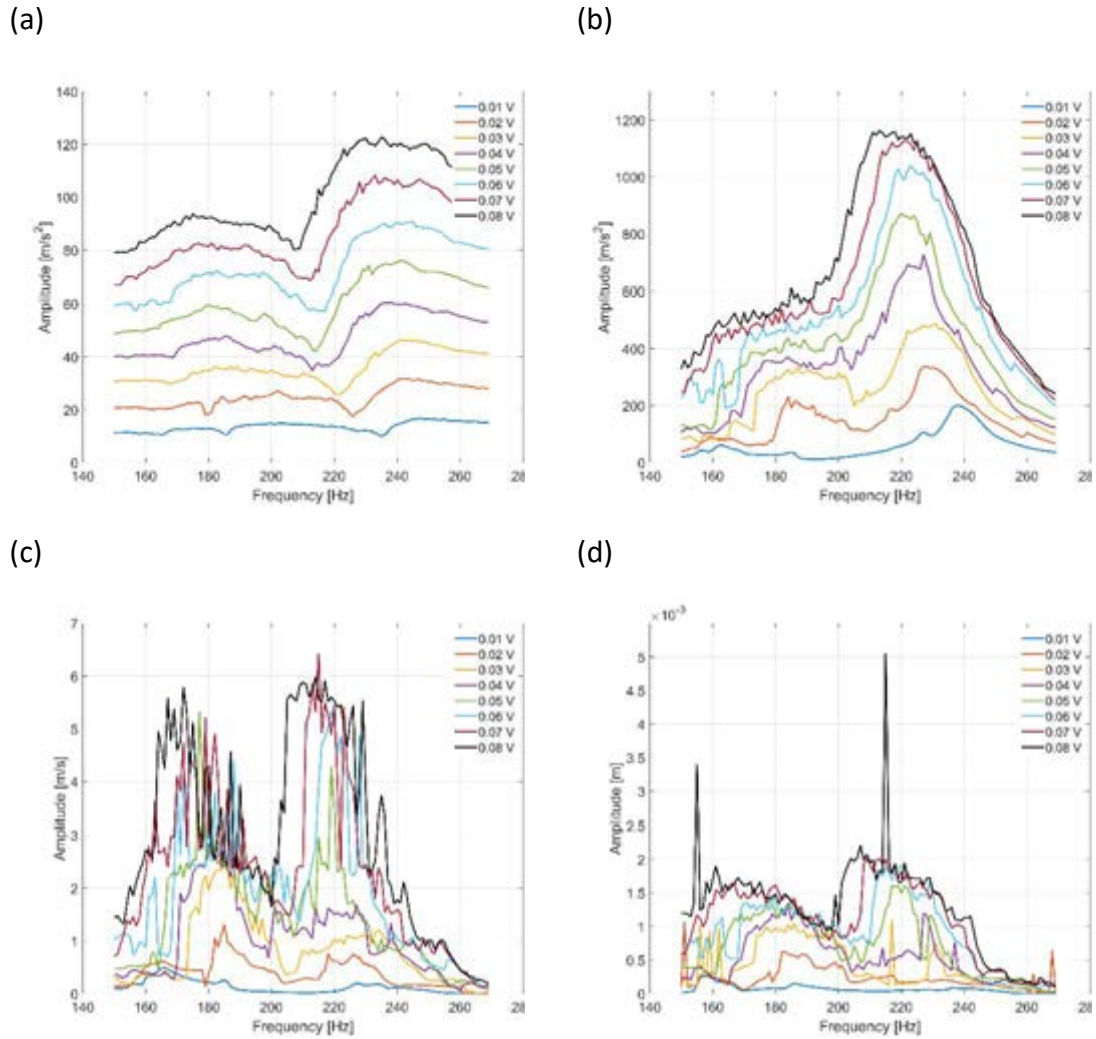 (a)
140
120
100
80
60
40
20
0
Amplitude [m/s²]
140 160 180 200 220 240 260 28
Frequency [Hz]
0.01 V
0.02 V
0.03 V
0.04 V
0.05 V
0.06 V
0.07 V
0.08 V
(b)
1200
1000
800
600
400
200
0
Amplitude [m/s²]
140 160 180 200 220 240 260 28
Frequency [Hz]
0.01 V
0.02 V
0.03 V
0.04 V
0.05 V
0.06 V
0.07 V
0.08 V
(c)
7
6
5
4
3
2
1
0
Amplitude [m/s]
140 160 180 200 220 240 260 28
Frequency [Hz]
0.01 V
0.02 V
0.03 V
0.04 V
0.05 V
0.06 V
0.07 V
0.08 V
(d)
×10⁻³
5
4.5
4
3.5
3
2.5
2
1.5
1
0.5
0
Amplitude [m]
140 160 180 200 220 240 260 28
Frequency [Hz]
0.01 V
0.02 V
0.03 V
0.04 V
0.05 V
0.06 V
0.07 V
0.08 V